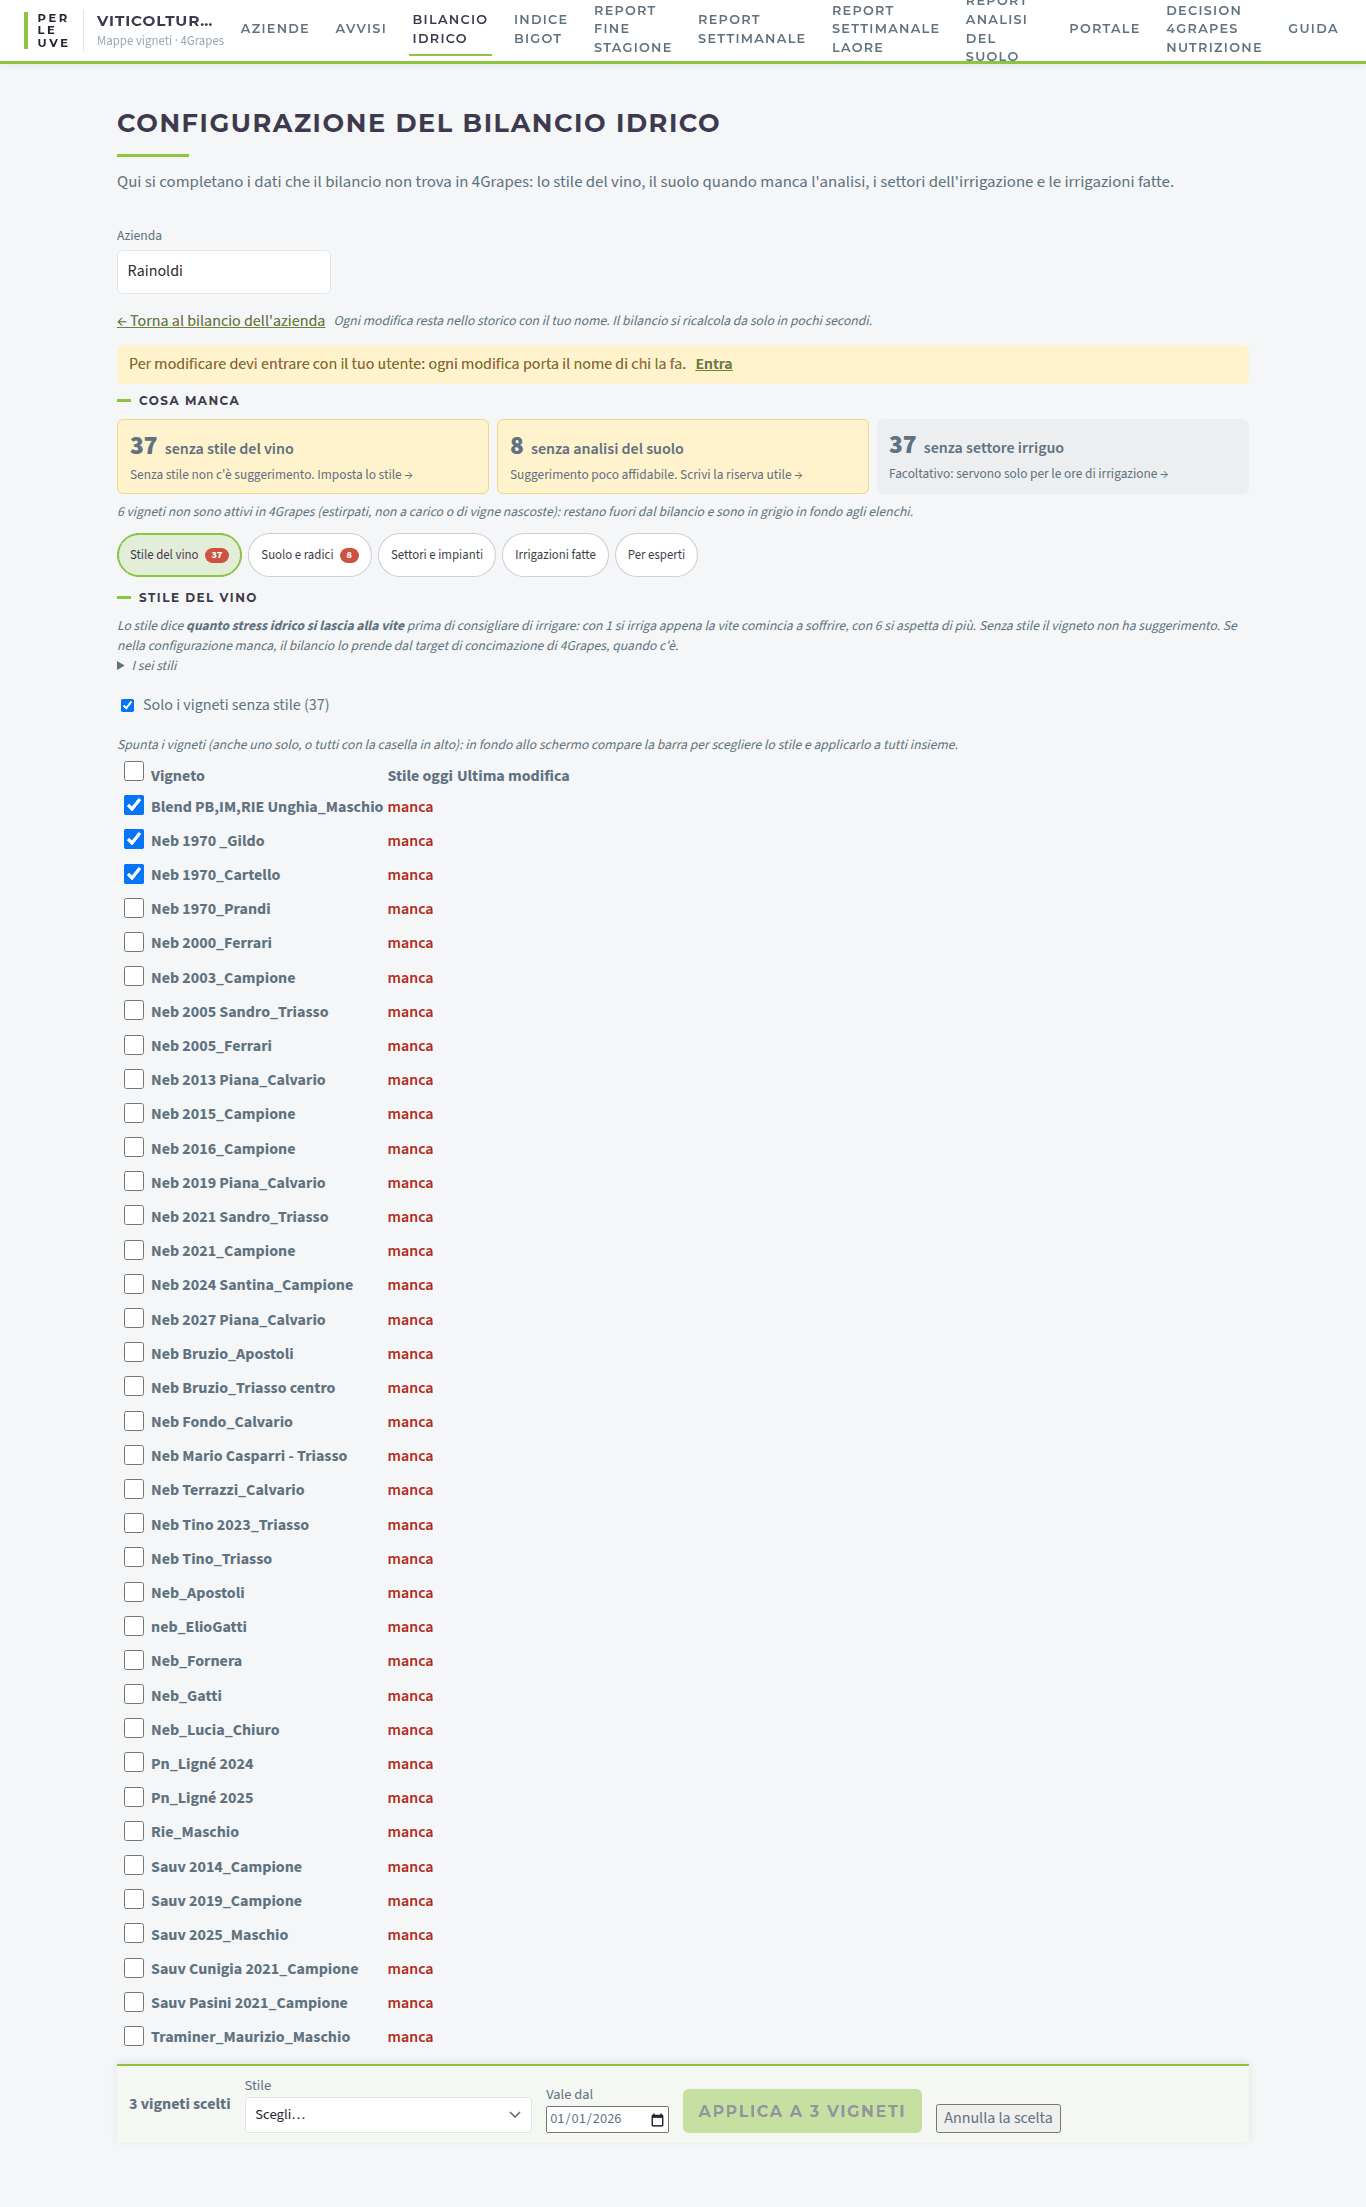 PER
LE
UVE
VITICOLTUR...
Mappe vigneti · 4Grapes
AZIENDE
AVVISI
BILANCIO
IDRICO
INDICE
BIGOT
REPORT
FINE
STAGIONE
REPORT
SETTIMANALE
REPORT
SETTIMANALE
LAORE
REPORT
ANALISI
DEL
SUOLO
PORTALE
DECISION
4GRAPES
NUTRIZIONE
GUIDA
CONFIGURAZIONE DEL BILANCIO IDRICO
Qui si completano i dati che il bilancio non trova in 4Grapes: lo stile del vino, il suolo quando manca l'analisi, i settori dell'irrigazione e le irrigazioni fatte.
Azienda
Rainoldi
← Torna al bilancio dell'azienda Ogni modifica resta nello storico con il tuo nome. Il bilancio si ricalcola da solo in pochi secondi.
Per modificare devi entrare con il tuo utente: ogni modifica porta il nome di chi la fa. Entra
COSA MANCA
37 senza stile del vino
Senza stile non c'è suggerimento. Imposta lo stile →
8 senza analisi del suolo
Suggerimento poco affidabile. Scrivi la riserva utile →
37 senza settore irriguo
Facoltativo: servono solo per le ore di irrigazione →
6 vigneti non sono attivi in 4Grapes (estirpati, non a carico o di vigne nascoste): restano fuori dal bilancio e sono in grigio in fondo agli elenchi.
Stile del vino 37
Suolo e radici 8
Settori e impianti
Irrigazioni fatte
Per esperti
STILE DEL VINO
Lo stile dice quanto stress idrico si lascia alla vite prima di consigliare di irrigare: con 1 si irriga appena la vite comincia a soffrire, con 6 si aspetta di più. Senza stile il vigneto non ha suggerimento. Se
nella configurazione manca, il bilancio lo prende dal target di concimazione di 4Grapes, quando c'è.
▶ I sei stili
Solo i vigneti senza stile (37)
Spunta i vigneti (anche uno solo, o tutti con la casella in alto): in fondo allo schermo compare la barra per scegliere lo stile e applicarlo a tutti insieme.
Vigneto Stile oggi Ultima modifica
Blend PB,IM,RIE Unghia_Maschio manca
Neb 1970 _Gildo manca
Neb 1970_Cartello manca
Neb 1970_Prandi manca
Neb 2000_Ferrari manca
Neb 2003_Campione manca
Neb 2005 Sandro_Triasso manca
Neb 2005_Ferrari manca
Neb 2013 Piana_Calvario manca
Neb 2015_Campione manca
Neb 2016_Campione manca
Neb 2019 Piana_Calvario manca
Neb 2021 Sandro_Triasso manca
Neb 2021_Campione manca
Neb 2024 Santina_Campione manca
Neb 2027 Piana_Calvario manca
Neb Bruzio_Apostoli manca
Neb Bruzio_Triasso centro manca
Neb Fondo_Calvario manca
Neb Mario Casparri - Triasso manca
Neb Terrazzi_Calvario manca
Neb Tino 2023_Triasso manca
Neb Tino_Triasso manca
Neb_Apostoli manca
neb_ElioGatti manca
Neb_Fornera manca
Neb_Gatti manca
Neb_Lucia_Chiuro manca
Pn_Ligné 2024 manca
Pn_Ligné 2025 manca
Rie_Maschio manca
Sauv 2014_Campione manca
Sauv 2019_Campione manca
Sauv 2025_Maschio manca
Sauv Cunigia 2021_Campione manca
Sauv Pasini 2021_Campione manca
Traminer_Maurizio_Maschio manca
3 vigneti scelti
Stile
Scegli...
Vale dal
01/01/2026
APPLICA A 3 VIGNETI
Annulla la scelta